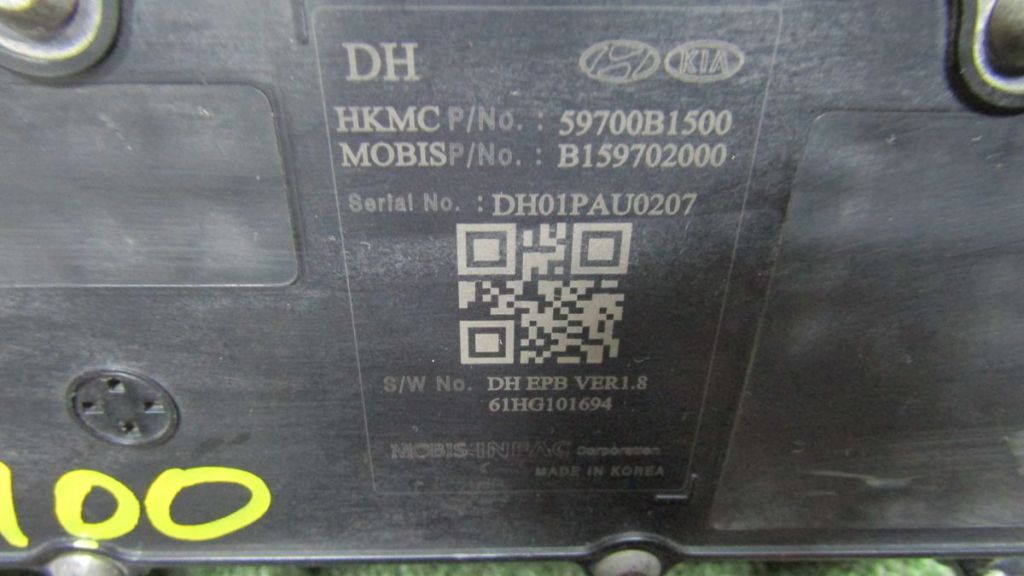 DH KIA
HKMC P/No. : 59700B1500
MOBIS P/No. : B159702000
Serial No. : DH01PAU0207
S/W No. DH EPB VER1.8
61HG101694
MOBIS-INFAC Corporation
MADE IN KOREA
100